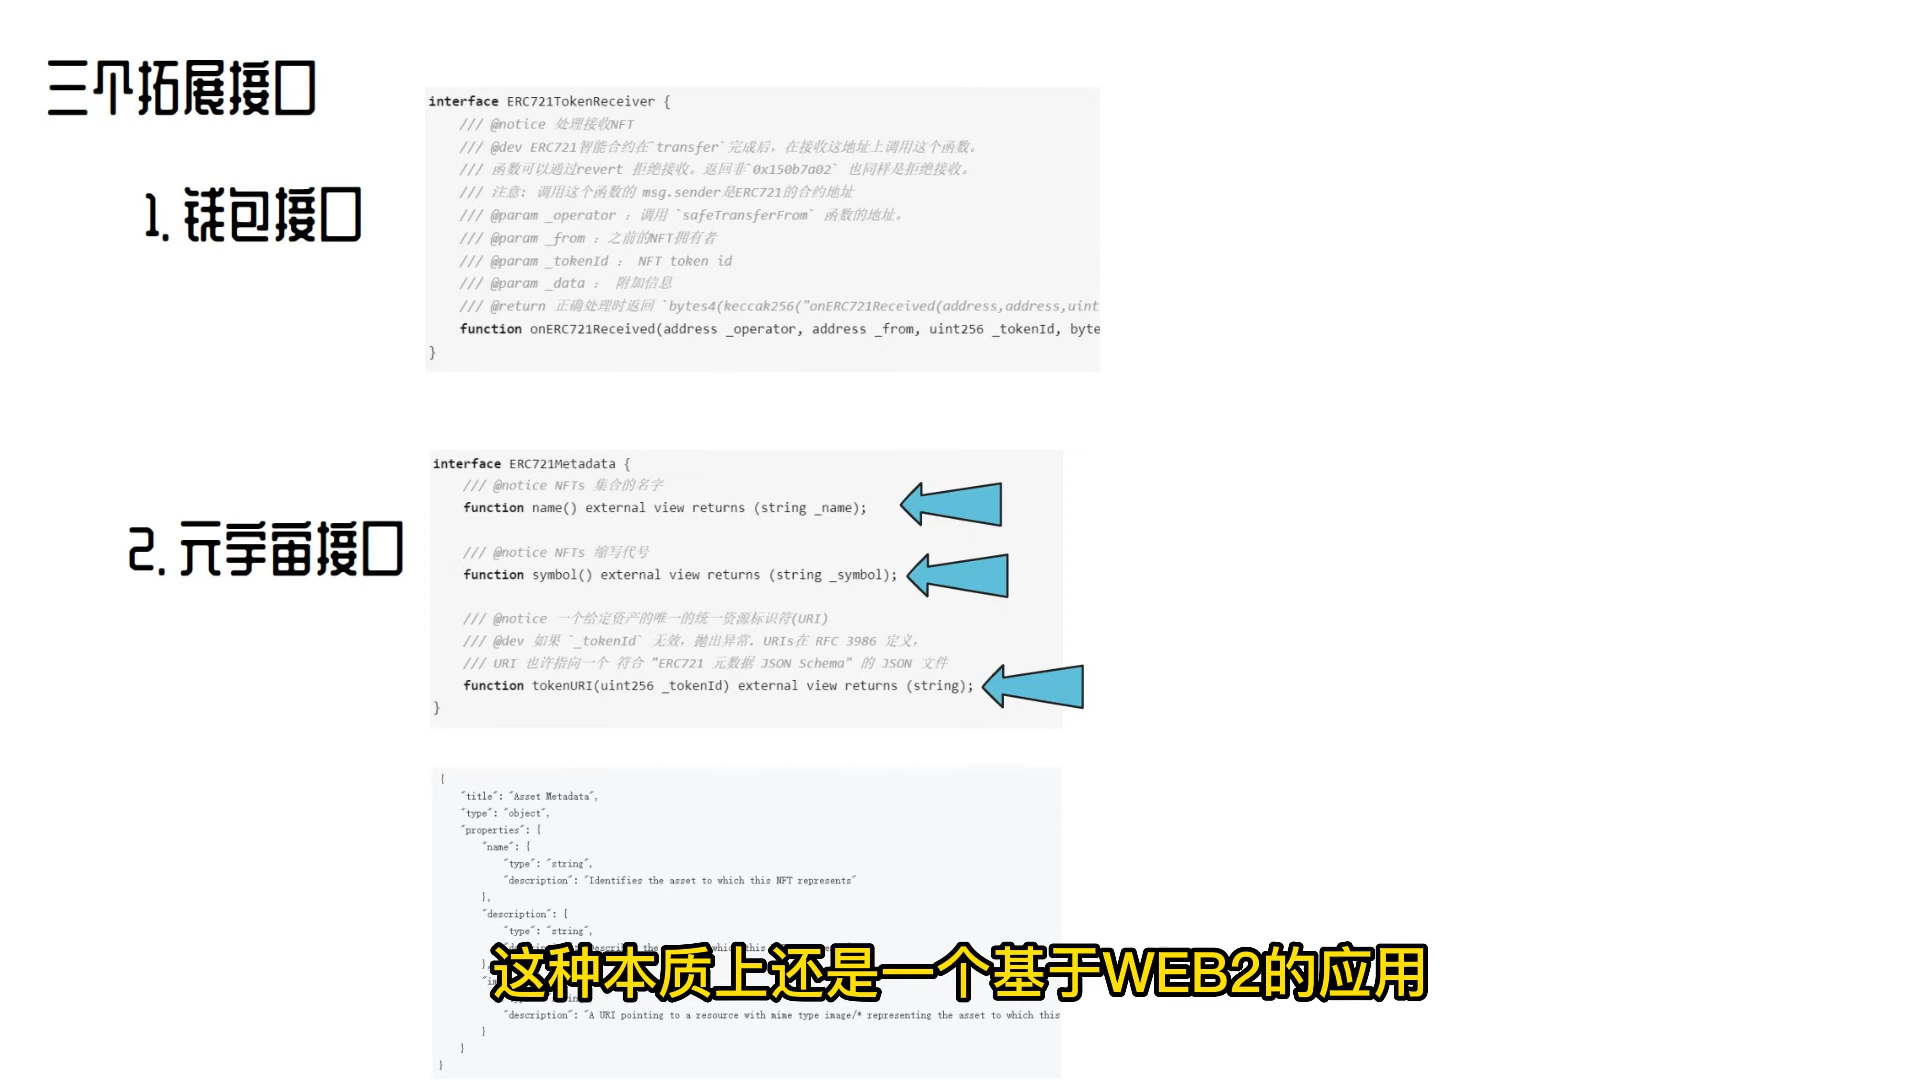 三个拓展接口
1. 钱包接口
interface ERC721TokenReceiver {
/// @notice 处理接收NFT
/// @dev ERC721智能合约在`transfer`完成后，在接收这地址上调用这个函数。
/// 函数可以通过revert 拒绝接收。返回非`0x150b7a02` 也同样是拒绝接收。
/// 注意: 调用这个函数的 msg.sender是ERC721的合约地址
/// @param _operator ：调用 `safeTransferFrom` 函数的地址。
/// @param _from ：之前的NFT拥有者
/// @param _tokenId ： NFT token id
/// @param _data ： 附加信息
/// @return 正确处理时返回 `bytes4(keccak256("onERC721Received(address,address,uint
function onERC721Received(address _operator, address _from, uint256 _tokenId, byte
}
2. 元宇宙接口
interface ERC721Metadata {
/// @notice NFTs 集合的名字
function name() external view returns (string _name);
/// @notice NFTs 缩写代号
function symbol() external view returns (string _symbol);
/// @notice 一个给定资产的唯一的统一资源标识符(URI)
/// @dev 如果 `_tokenId` 无效，抛出异常. URIs在 RFC 3986 定义，
/// URI 也许指向一个 符合 "ERC721 元数据 JSON Schema" 的 JSON 文件
function tokenURI(uint256 _tokenId) external view returns (string);
}
{
"title": "Asset Metadata",
"type": "object",
"properties": {
"name": {
"type": "string",
"description": "Identifies the asset to which this NFT represents"
},
"description": {
"type": "string",
which this
},
这种本质上还是一个基于WEB2的应用
"description": "A URI pointing to a resource with mime type image/* representing the asset to which this
}
}
}